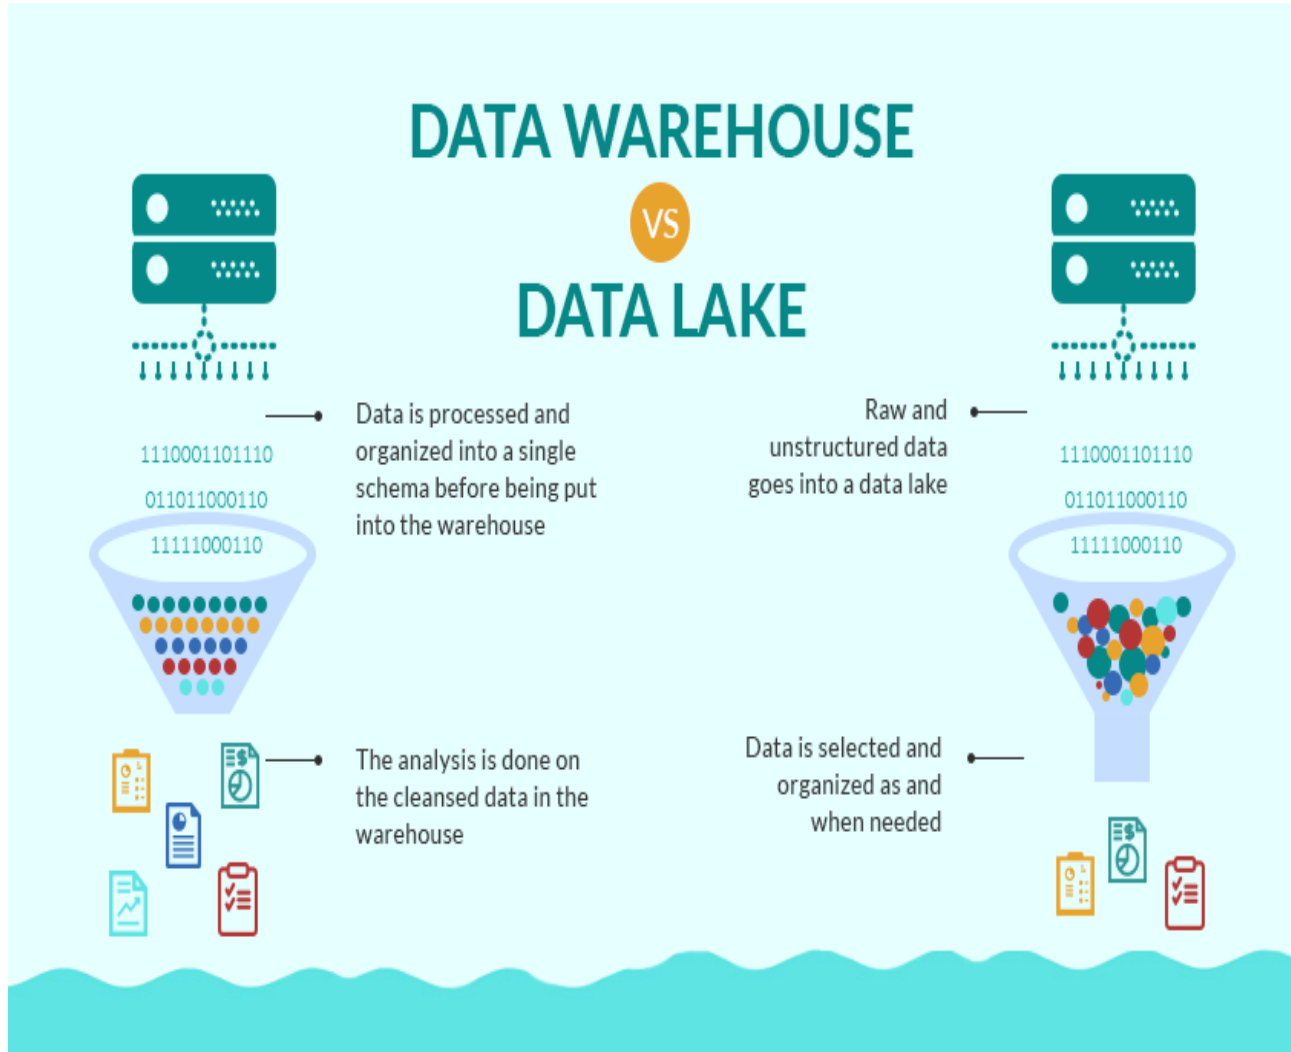 DATA WAREHOUSE
VS
DATA LAKE
Data is processed and
organized into a single
schema before being put
into the warehouse
1110001101110
011011000110
11111000110
The analysis is done on
the cleansed data in the
warehouse
Raw and
unstructured data
goes into a data lake
1110001101110
011011000110
11111000110
Data is selected and
organized as and
when needed
$
$